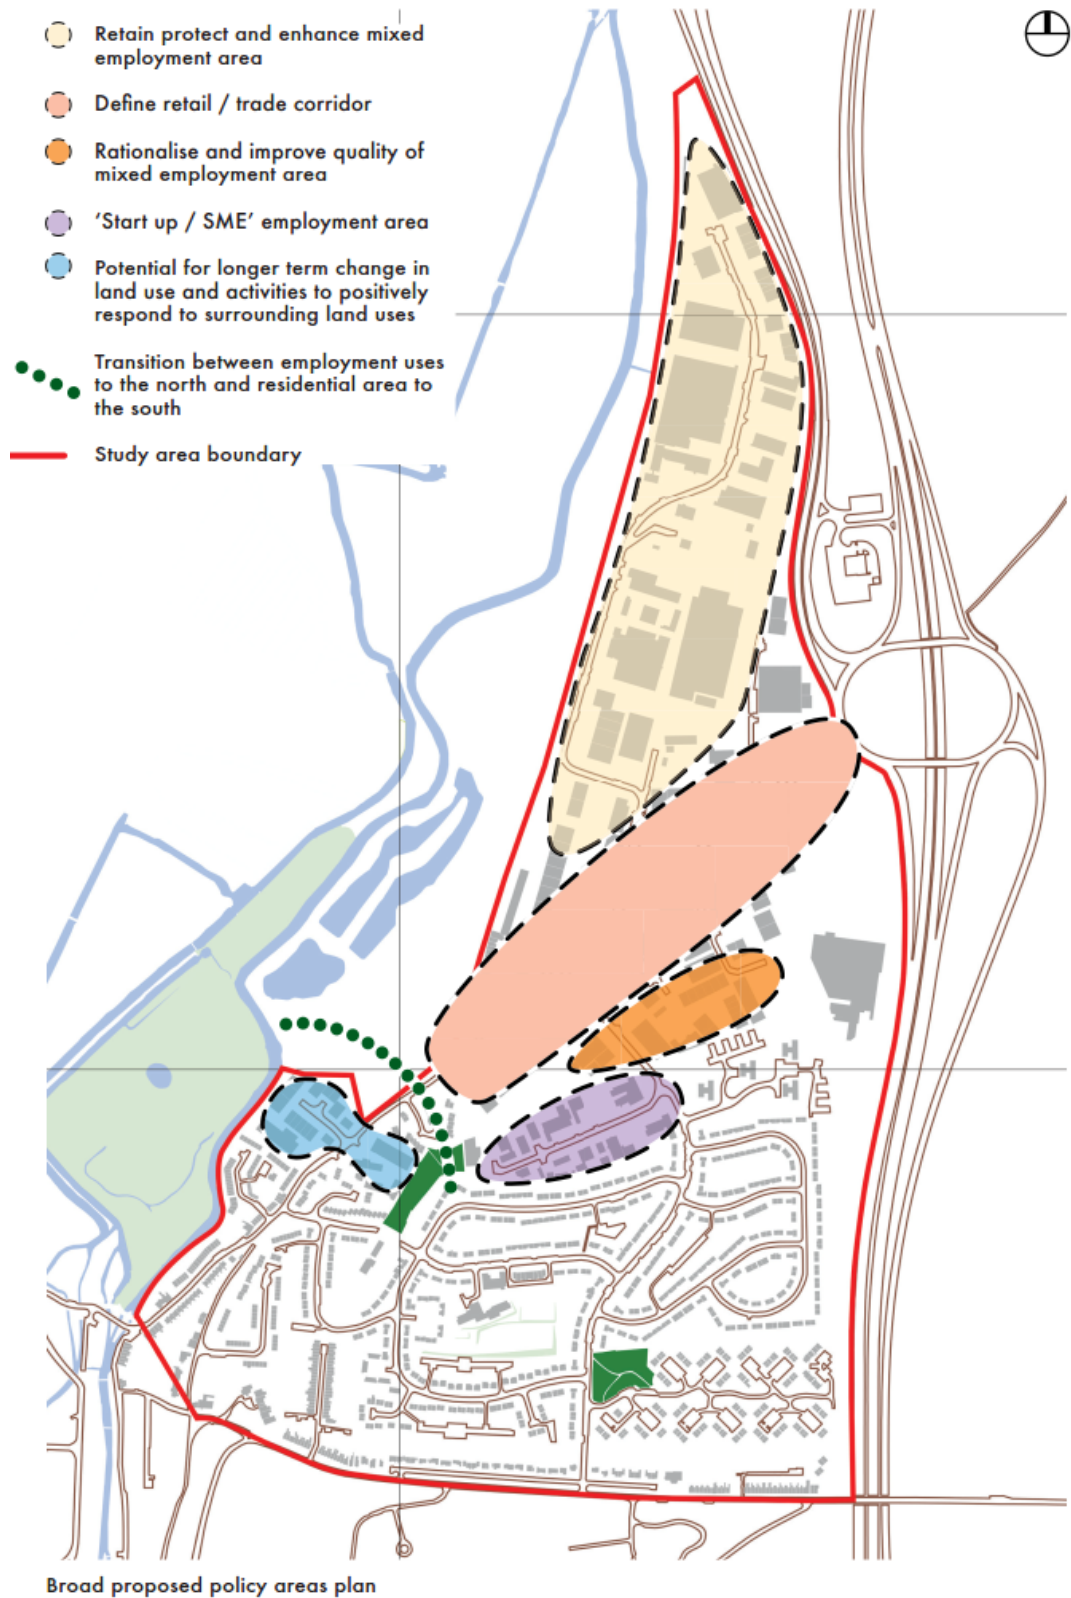 Retain protect and enhance mixed
employment area
Define retail / trade corridor
Rationalise and improve quality of
mixed employment area
‘Start up / SME’ employment area
Potential for longer term change in
land use and activities to positively
respond to surrounding land uses
Transition between employment uses
to the north and residential area to
the south
Study area boundary
Broad proposed policy areas plan